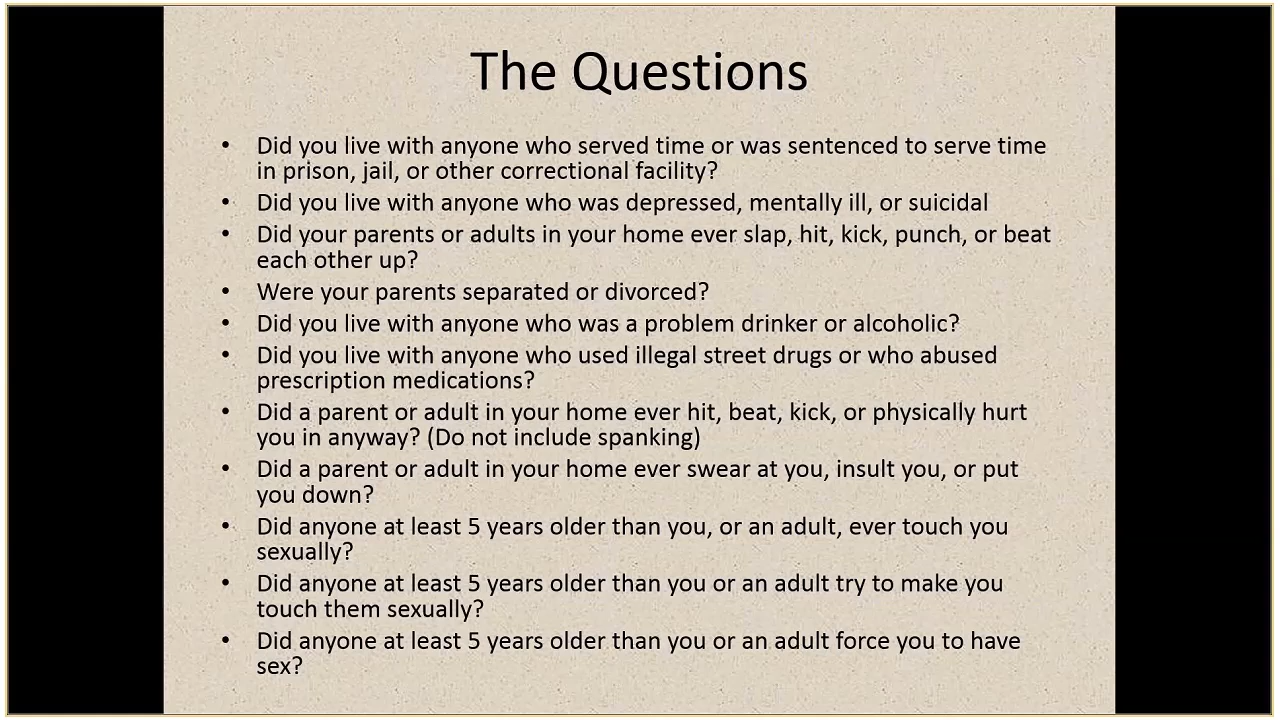 The Questions
• Did you live with anyone who served time or was sentenced to serve time
in prison, jail, or other correctional facility?
• Did you live with anyone who was depressed, mentally ill, or suicidal
• Did your parents or adults in your home ever slap, hit, kick, punch, or beat
each other up?
• Were your parents separated or divorced?
• Did you live with anyone who was a problem drinker or alcoholic?
• Did you live with anyone who used illegal street drugs or who abused
prescription medications?
• Did a parent or adult in your home ever hit, beat, kick, or physically hurt
you in anyway? (Do not include spanking)
• Did a parent or adult in your home ever swear at you, insult you, or put
you down?
• Did anyone at least 5 years older than you, or an adult, ever touch you
sexually?
• Did anyone at least 5 years older than you or an adult try to make you
touch them sexually?
• Did anyone at least 5 years older than you or an adult force you to have
sex?